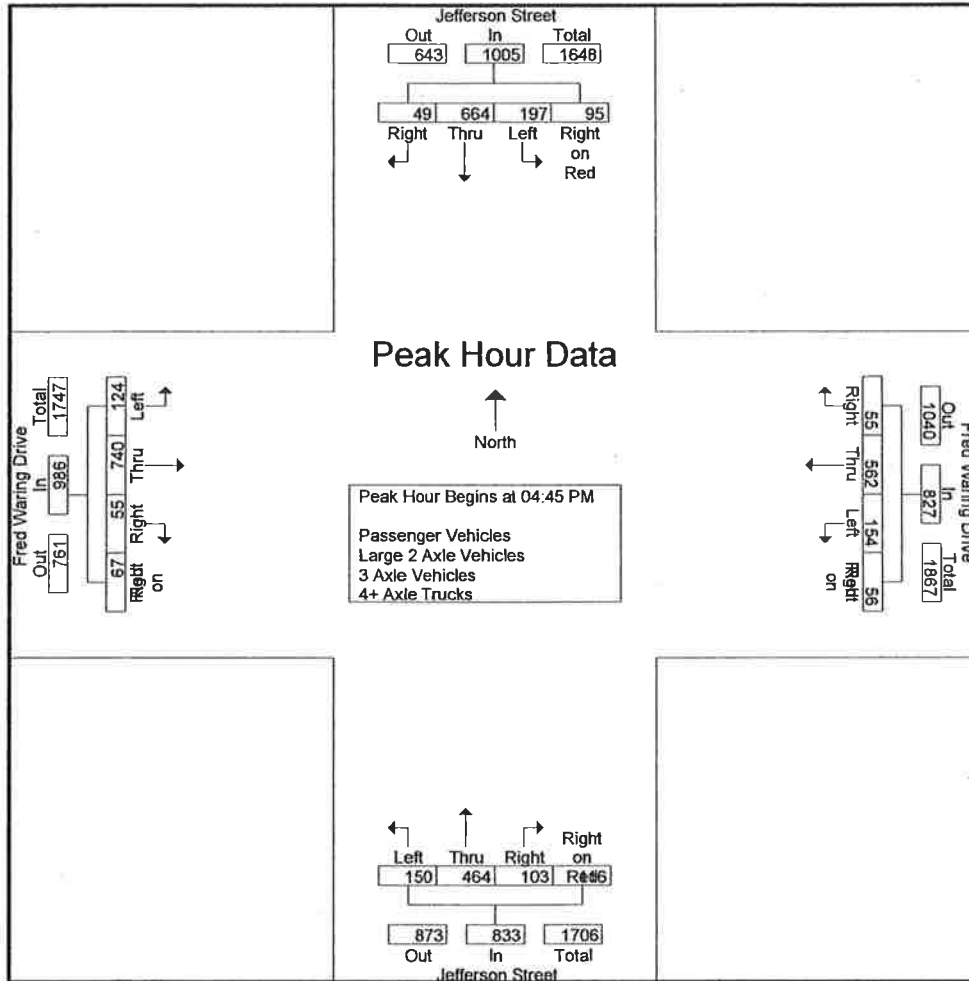 Jefferson Street
Out In Total
643 1005 1648
49 664 197 95
Right Thru Left Right on Red
Peak Hour Data
North
Peak Hour Begins at 04:45 PM
Passenger Vehicles
Large 2 Axle Vehicles
3 Axle Vehicles
4+ Axle Trucks
Fred Waring Drive
Total In Out
1747 986 761
124 740 55 67
Left Thru Right
on
Right Thru Left
on
55 562 154 56
Out In Total
1040 827 1867
Fred Waring Drive
Left Thru Right Right on
150 464 103
873 833 1706
Out In Total
Jefferson Street